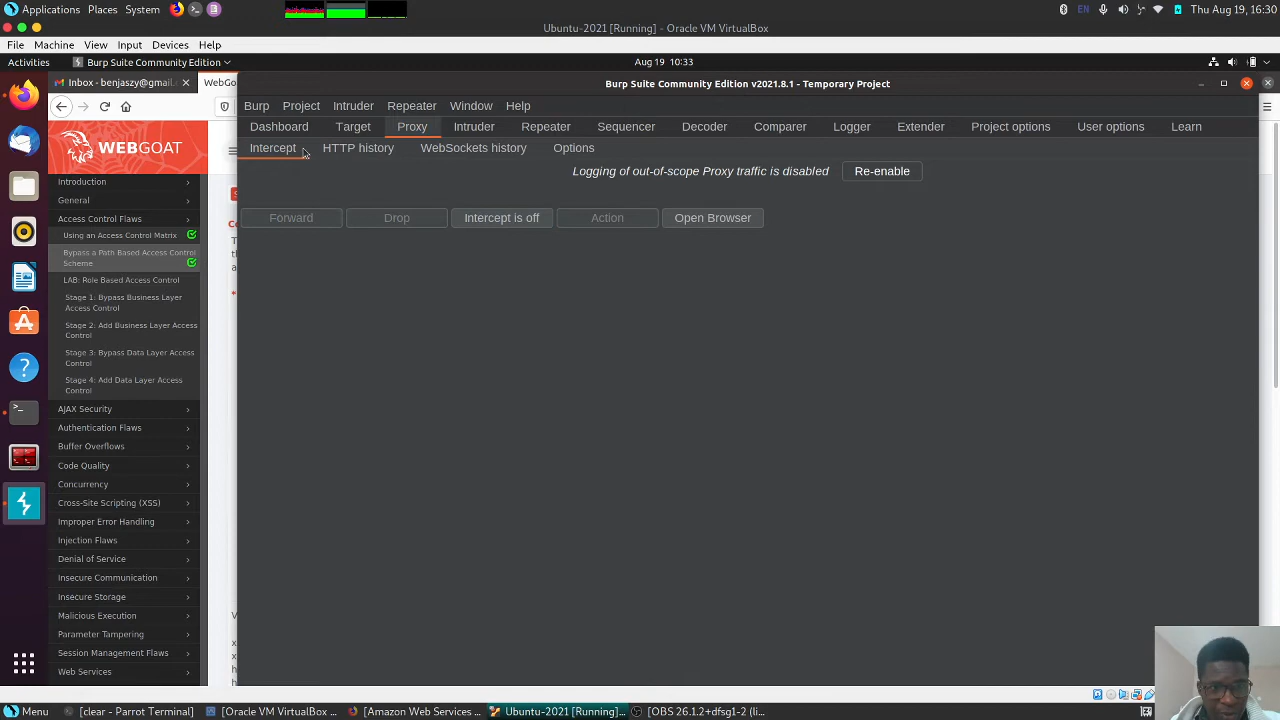 Applications Places System EN Thu Aug 19, 16:30
Ubuntu-2021 [Running] - Oracle VM VirtualBox
File Machine View Input Devices Help
Activities Burp Suite Community Edition Aug 19 10:33
Inbox - benjaszy@gmail. WebGo Burp Suite Community Edition v2021.8.1 - Temporary Project
Burp Project Intruder Repeater Window Help
Dashboard Target Proxy Intruder Repeater Sequencer Decoder Comparer Logger Extender Project options User options Learn
Intercept HTTP history WebSockets history Options
Logging of out-of-scope Proxy traffic is disabled Re-enable
Forward Drop Intercept is off Action Open Browser
WEBGOAT
Introduction
General
Access Control Flaws
Using an Access Control Matrix
Bypass a Path Based Access Control
Scheme
LAB: Role Based Access Control
Stage 1: Bypass Business Layer
Access Control
Stage 2: Add Business Layer Access
Control
Stage 3: Bypass Data Layer Access
Control
Stage 4: Add Data Layer Access
Control
AJAX Security
Authentication Flaws
Buffer Overflows
Code Quality
Concurrency
Cross-Site Scripting (XSS)
Improper Error Handling
Injection Flaws
Denial of Service
Insecure Communication
Insecure Storage
Malicious Execution
Parameter Tampering
Session Management Flaws
Web Services
Menu [clear - Parrot Terminal] [Oracle VM VirtualBox ... [Amazon Web Services ... Ubuntu-2021 [Running]... [OBS 26.1.2+dfsg1-2 (li...